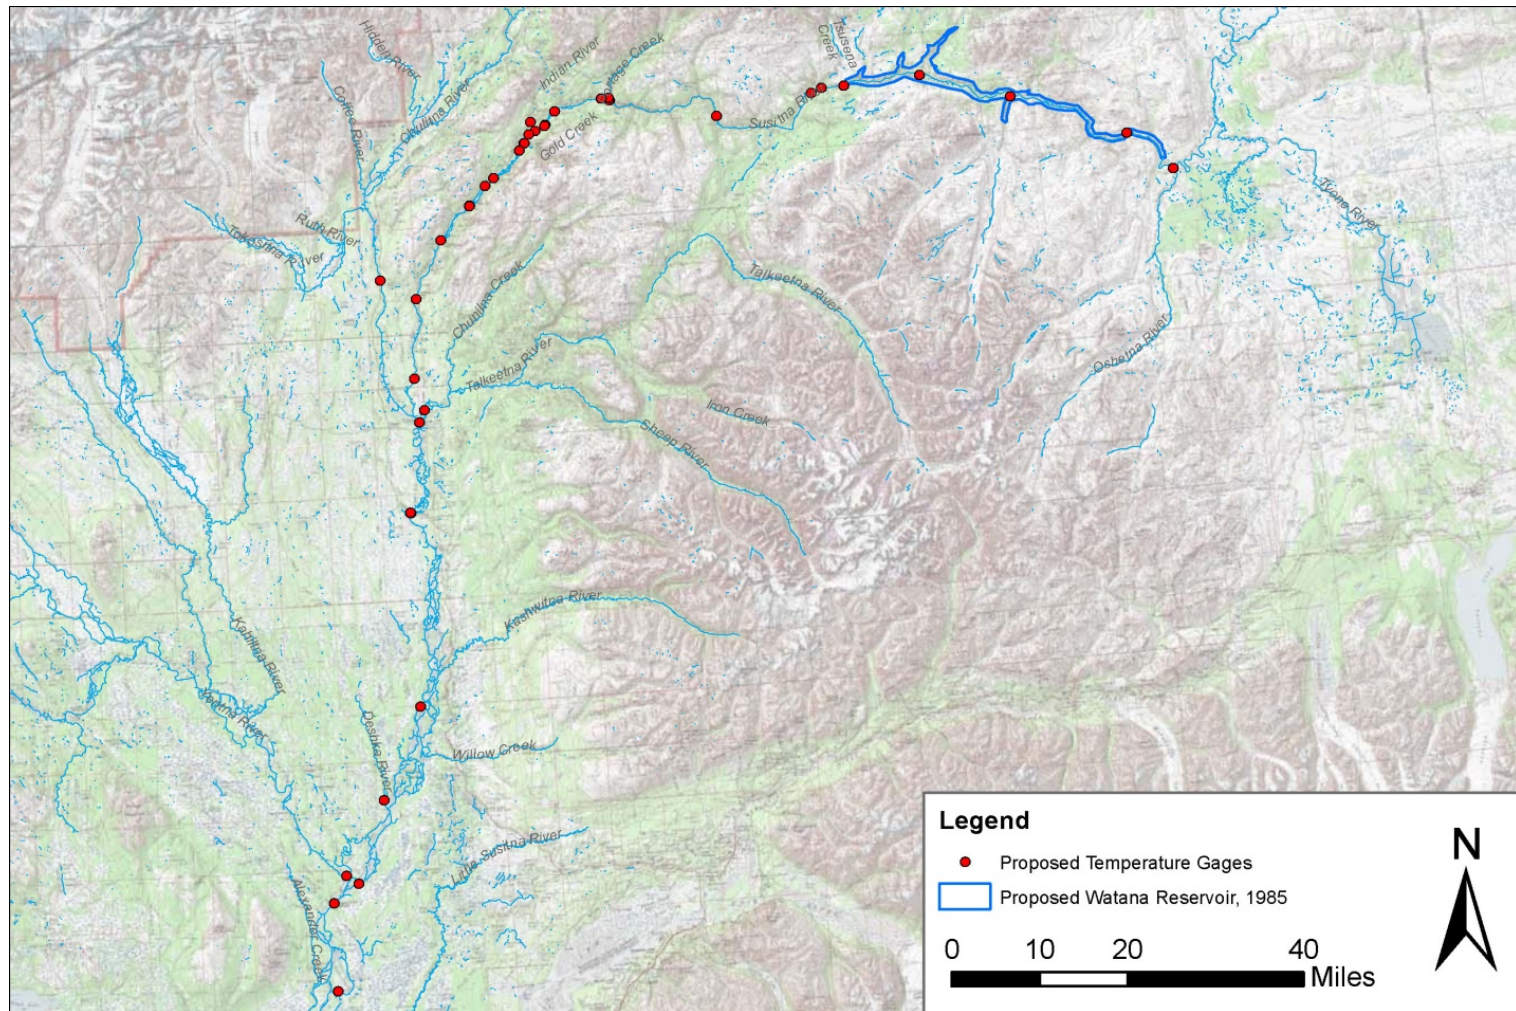 Hidden River
Coffee River
Chulitna River
Indian River
Portage Creek
Tsusena
Creek
Susitna River
Gold Creek
Tyone River
Ruth River
Tokositna River
Chunilna Creek
Talkeetna River
Talkeetna River
Oshetna River
Iron Creek
Sheep River
Kashwitna River
Kahiltna River
Yentna River
Deshka River
Willow Creek
Little Susitna River
Alexander Creek
Legend
Proposed Temperature Gages
Proposed Watana Reservoir, 1985
N
0 10 20 40
Miles